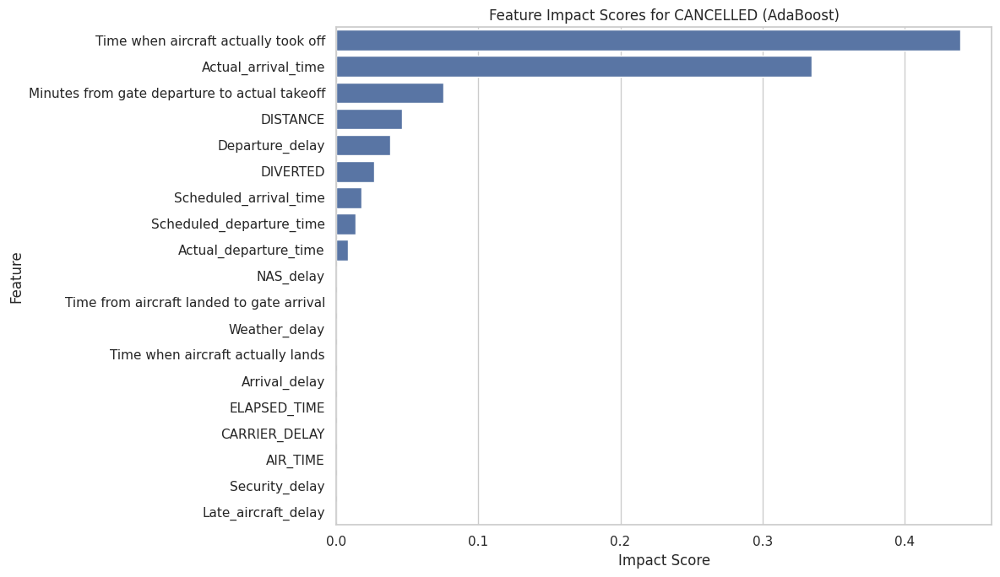 Feature Impact Scores for CANCELLED (AdaBoost)
Time when aircraft actually took off
Actual_arrival_time
Minutes from gate departure to actual takeoff
DISTANCE
Departure_delay
DIVERTED
Scheduled_arrival_time
Scheduled_departure_time
Actual_departure_time
NAS_delay
Time from aircraft landed to gate arrival
Weather_delay
Time when aircraft actually lands
Arrival_delay
ELAPSED_TIME
CARRIER_DELAY
AIR_TIME
Security_delay
Late_aircraft_delay
Feature
0.0 0.1 0.2 0.3 0.4
Impact Score